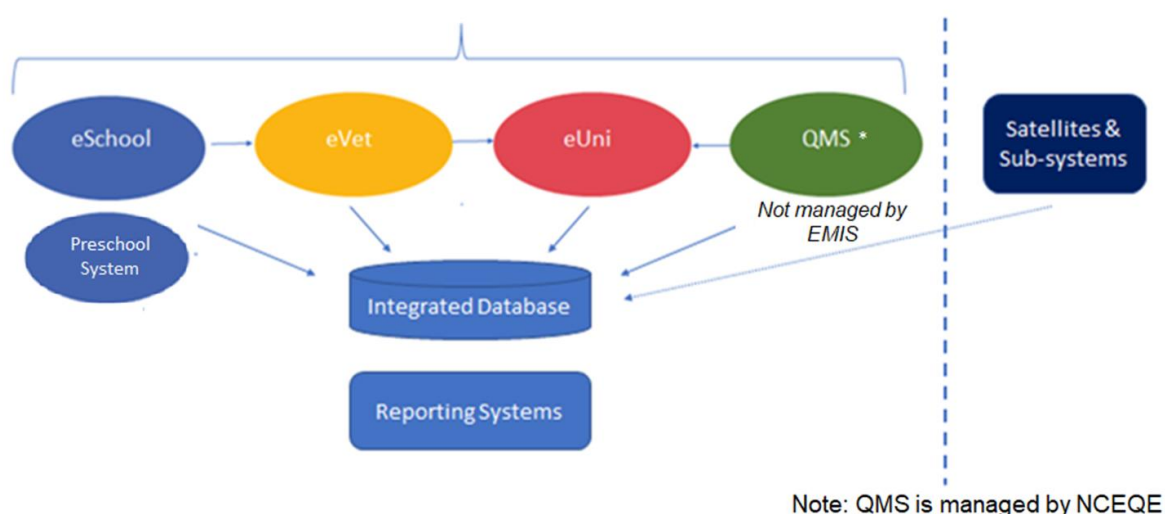 eSchool
eVet
eUni
QMS *
Satellites &
Sub-systems
Not managed by
EMIS
Preschool
System
Integrated Database
Reporting Systems
Note: QMS is managed by NCEQE